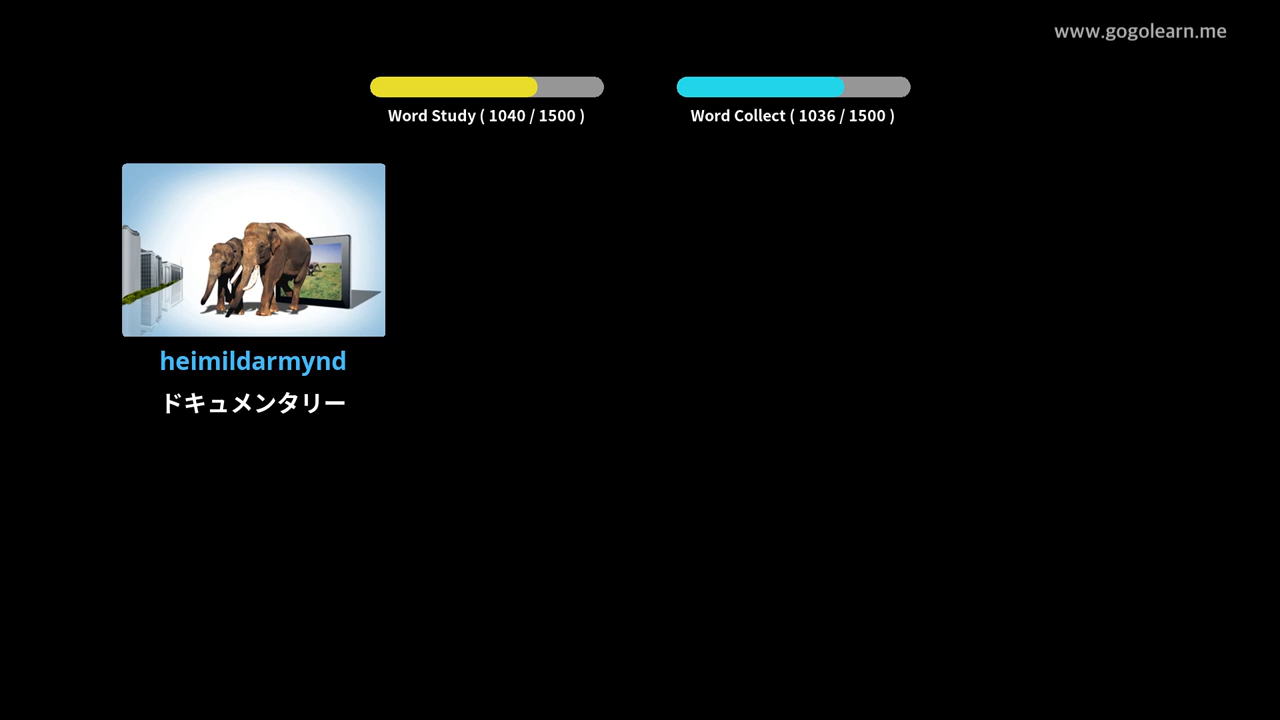 www.gogolearn.me
Word Study ( 1040 / 1500 )
Word Collect ( 1036 / 1500 )
heimildarmynd
ドキュメンタリー